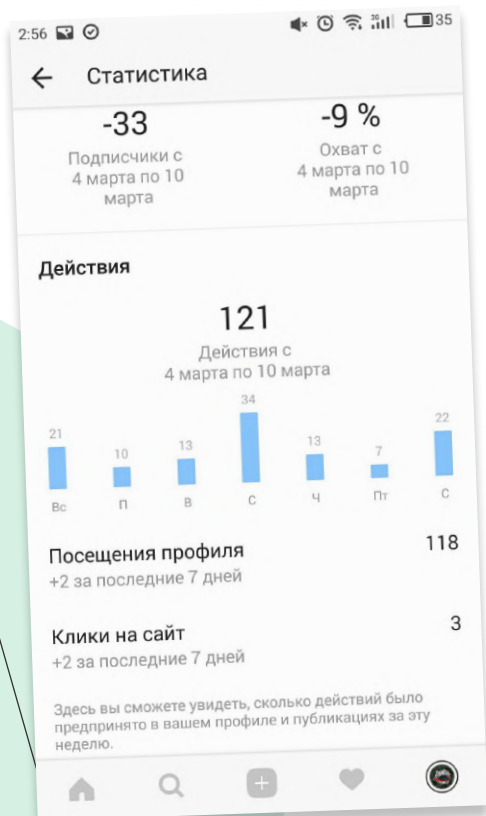 2:56 35
Статистика
-33 -9 %
Подписчики с Охват с
4 марта по 10 4 марта по 10
марта марта
Действия
121
Действия с
4 марта по 10 марта
34
21 22
10 13 13 7
Вс П В С Ч Пт С
Посещения профиля 118
+2 за последние 7 дней
Клики на сайт 3
+2 за последние 7 дней
Здесь вы сможете увидеть, сколько действий было
предпринято в вашем профиле и публикациях за эту
неделю.